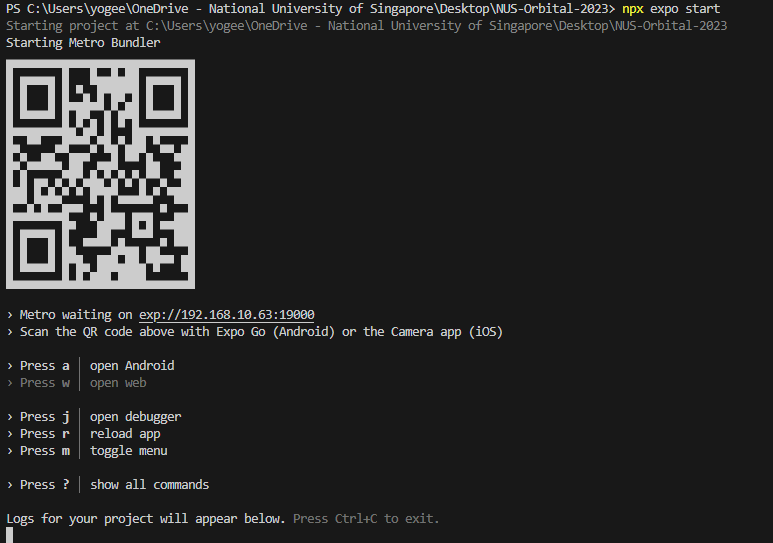 PS C:\Users\yogee\OneDrive - National University of Singapore\Desktop\NUS-Orbital-2023> npx expo start
Starting project at C:\Users\yogee\OneDrive - National University of Singapore\Desktop\NUS-Orbital-2023
Starting Metro Bundler
› Metro waiting on exp://192.168.10.63:19000
› Scan the QR code above with Expo Go (Android) or the Camera app (iOS)
› Press a │ open Android
› Press w │ open web
› Press j │ open debugger
› Press r │ reload app
› Press m │ toggle menu
› Press ? │ show all commands
Logs for your project will appear below. Press Ctrl+C to exit.